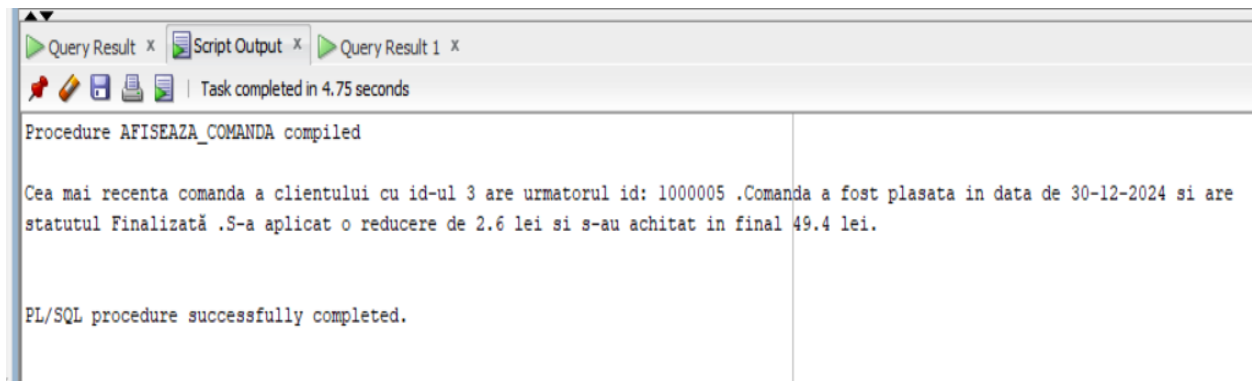 Query Result x Script Output x Query Result 1 x
Task completed in 4.75 seconds
Procedure AFISEAZA_COMANDA compiled
Cea mai recenta comanda a clientului cu id-ul 3 are urmatorul id: 1000005 .Comanda a fost plasata in data de 30-12-2024 si are
statutul Finalizată .S-a aplicat o reducere de 2.6 lei si s-au achitat in final 49.4 lei.
PL/SQL procedure successfully completed.